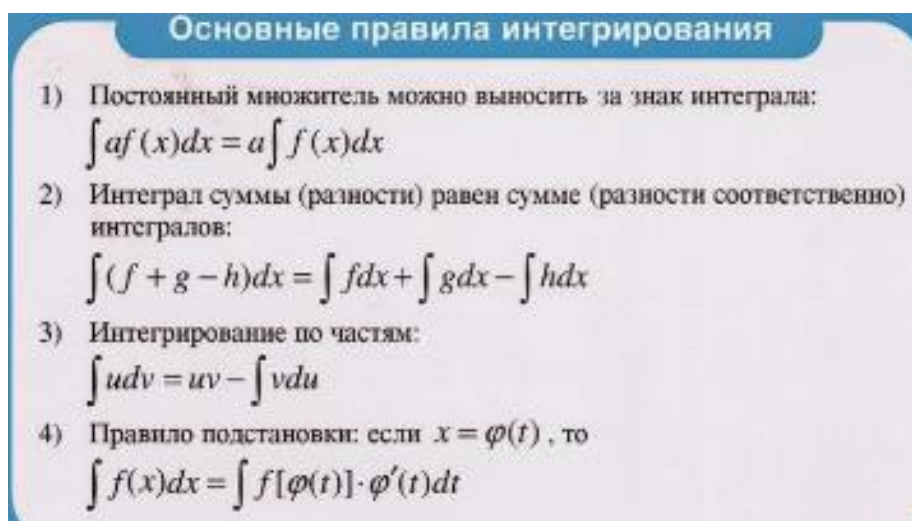 Основные правила интегрирования
1) Постоянный множитель можно выносить за знак интеграла:
∫af (x)dx = a∫ f (x)dx
2) Интеграл суммы (разности) равен сумме (разности соответственно)
интегралов:
∫(f + g − h)dx = ∫ fdx + ∫ gdx − ∫ hdx
3) Интегрирование по частям:
∫udv = uv − ∫ vdu
4) Правило подстановки: если x = φ(t) , то
∫ f(x)dx = ∫ f[φ(t)]·φ′(t)dt